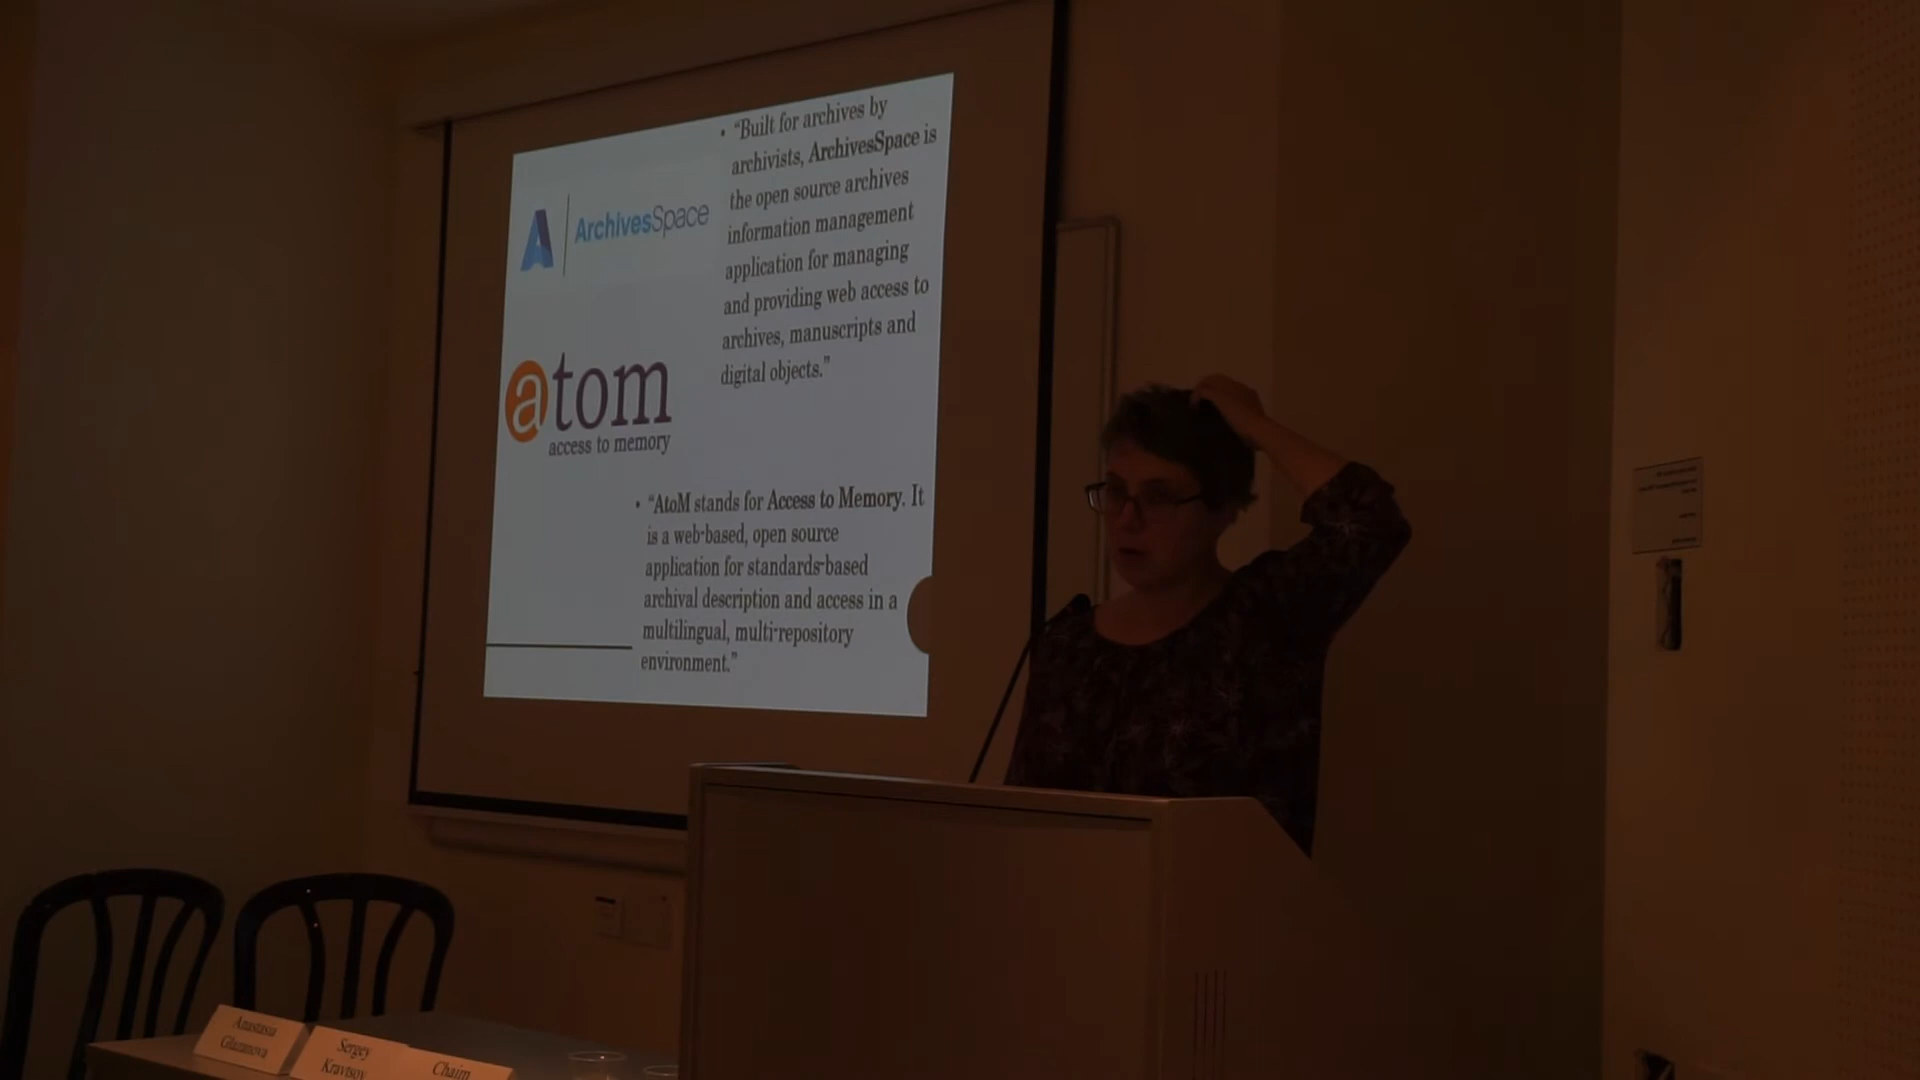 • “Built for archives by
archivists, ArchivesSpace is
the open source archives
information management
application for managing
and providing web access to
archives, manuscripts and
digital objects.”
A | ArchivesSpace
atom
access to memory
• “AtoM stands for Access to Memory. It
is a web-based, open source
application for standards-based
archival description and access in a
multilingual, multi-repository
environment.”
Anastasia
Glazanova
Sergey
Kravtsov
Chaim